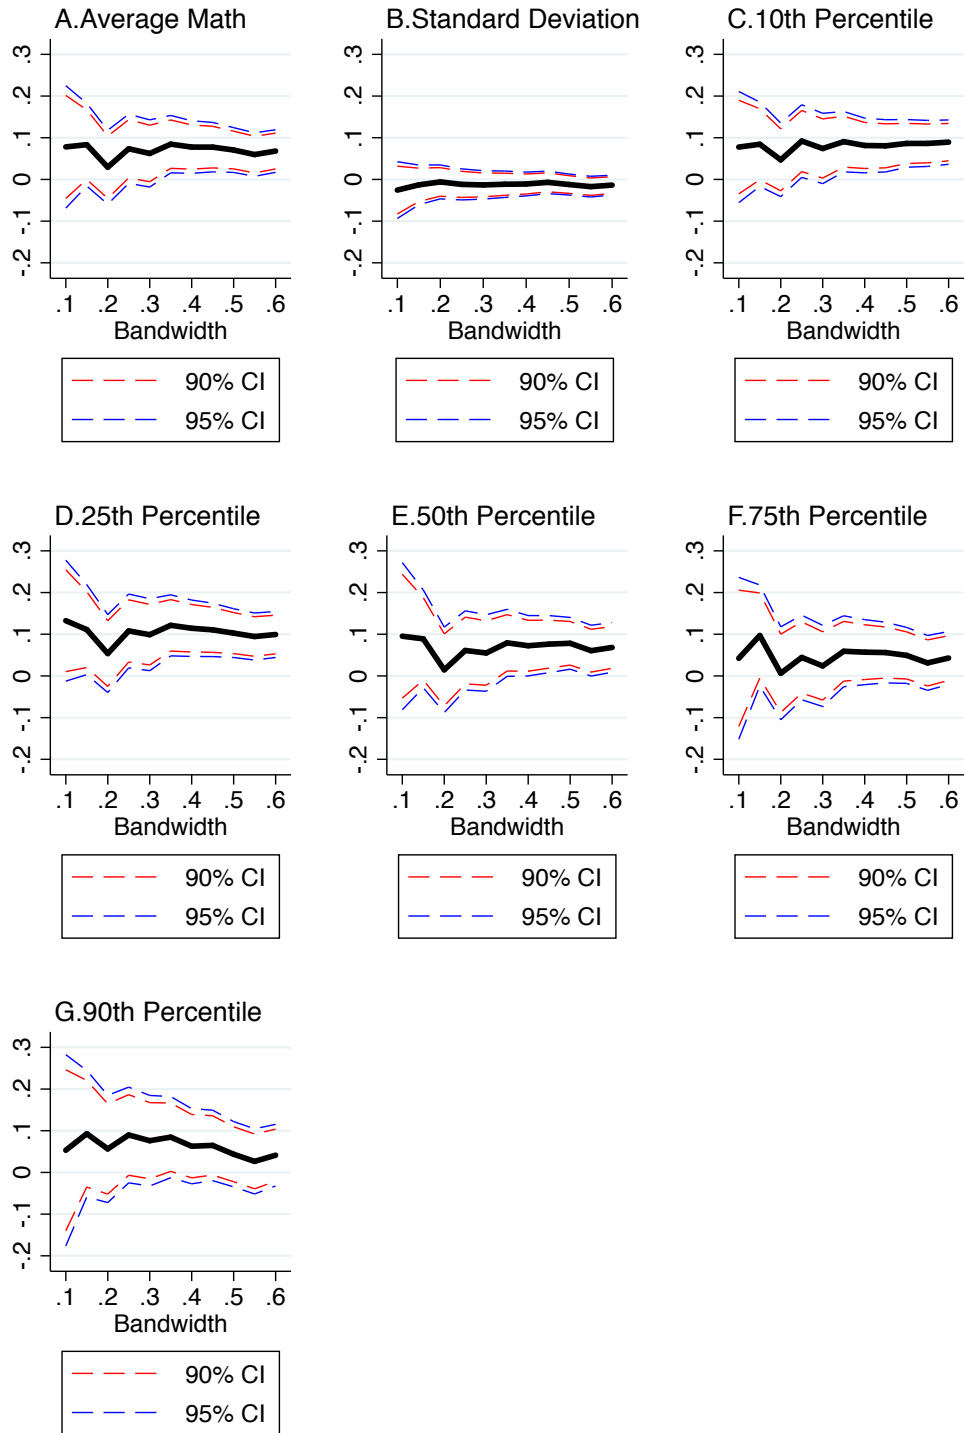 A.Average Math
B.Standard Deviation
C.10th Percentile
.3
.2
.1
0
-.1
-.2
.1 .2 .3 .4 .5 .6
Bandwidth
90% CI
95% CI
.3
.2
.1
0
-.1
-.2
.1 .2 .3 .4 .5 .6
Bandwidth
90% CI
95% CI
.3
.2
.1
0
-.1
-.2
.1 .2 .3 .4 .5 .6
Bandwidth
90% CI
95% CI
D.25th Percentile
E.50th Percentile
F.75th Percentile
.3
.2
.1
0
-.1
-.2
.1 .2 .3 .4 .5 .6
Bandwidth
90% CI
95% CI
.3
.2
.1
0
-.1
-.2
.1 .2 .3 .4 .5 .6
Bandwidth
90% CI
95% CI
.3
.2
.1
0
-.1
-.2
.1 .2 .3 .4 .5 .6
Bandwidth
90% CI
95% CI
G.90th Percentile
.3
.2
.1
0
-.1
-.2
.1 .2 .3 .4 .5 .6
Bandwidth
90% CI
95% CI